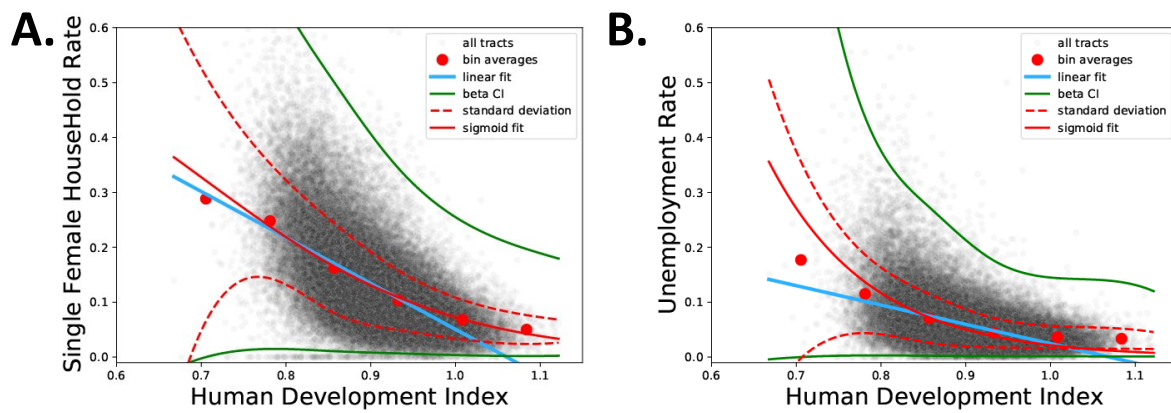 A.
Single Female HouseHold Rate
0.6
0.5
0.4
0.3
0.2
0.1
0.0
all tracts
bin averages
linear fit
beta CI
standard deviation
sigmoid fit
0.6 0.7 0.8 0.9 1.0 1.1
Human Development Index
B.
Unemployment Rate
0.6
0.5
0.4
0.3
0.2
0.1
0.0
all tracts
bin averages
linear fit
beta CI
standard deviation
sigmoid fit
0.6 0.7 0.8 0.9 1.0 1.1
Human Development Index